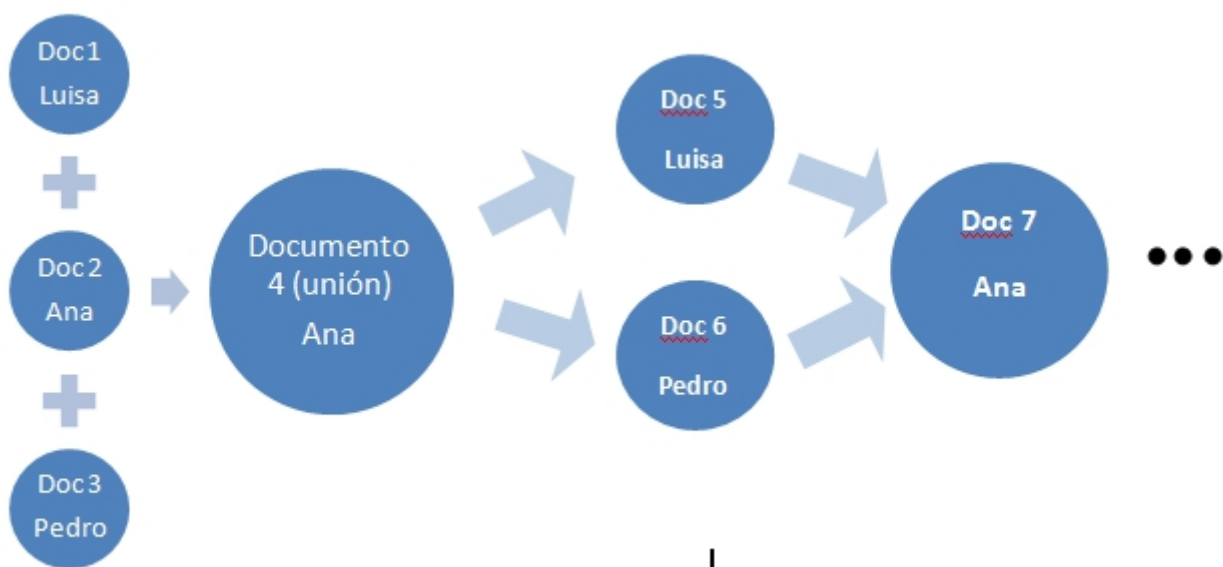 Doc1
Luisa
Doc2
Ana
Doc3
Pedro
Documento
4 (unión)
Ana
Doc 5
Luisa
Doc 6
Pedro
Doc 7
Ana
...